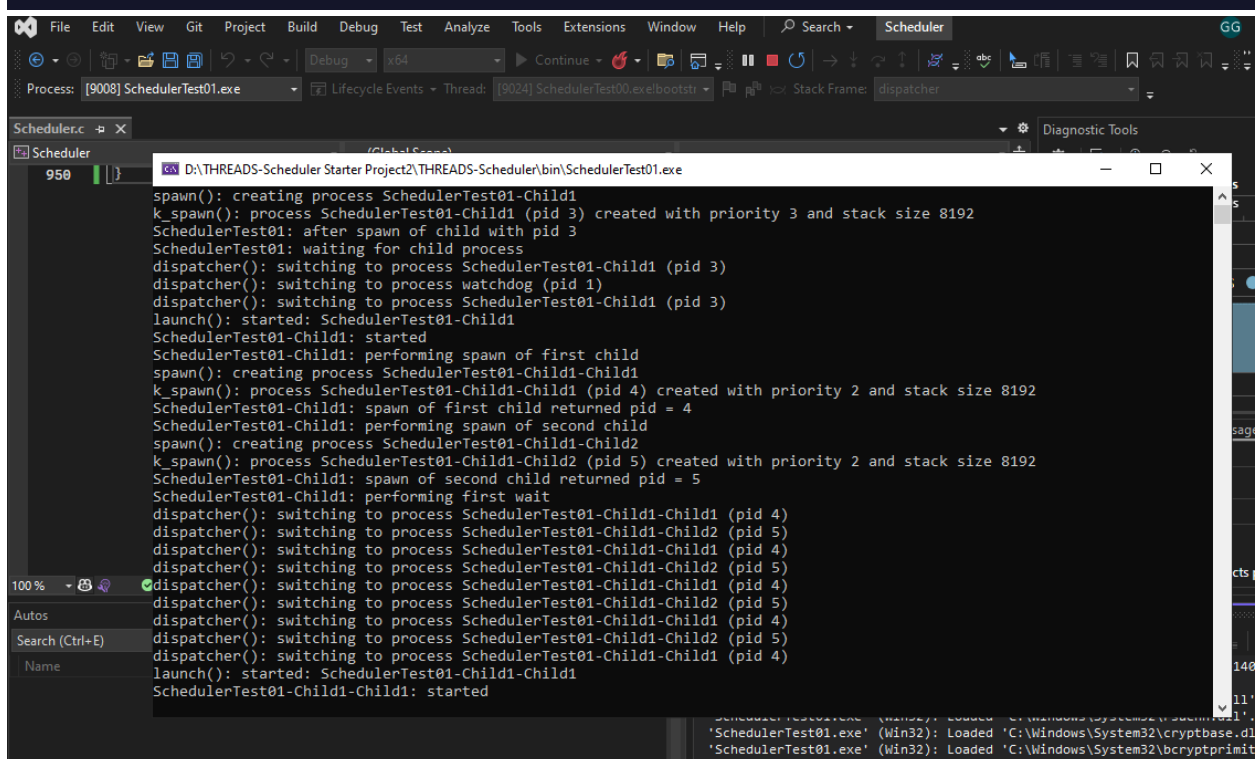 File Edit View Git Project Build Debug Test Analyze Tools Extensions Window Help Search Scheduler GG
Debug x64 Continue
Process: [9008] SchedulerTest01.exe Lifecycle Events Thread: [9024] SchedulerTest00.exe!bootstr Stack Frame: dispatcher
Scheduler.c Diagnostic Tools
Scheduler (Global Scope)
950 }
D:\THREADS-Scheduler Starter Project2\THREADS-Scheduler\bin\SchedulerTest01.exe
spawn(): creating process SchedulerTest01-Child1
k_spawn(): process SchedulerTest01-Child1 (pid 3) created with priority 3 and stack size 8192
SchedulerTest01: after spawn of child with pid 3
SchedulerTest01: waiting for child process
dispatcher(): switching to process SchedulerTest01-Child1 (pid 3)
dispatcher(): switching to process watchdog (pid 1)
dispatcher(): switching to process SchedulerTest01-Child1 (pid 3)
launch(): started: SchedulerTest01-Child1
SchedulerTest01-Child1: started
SchedulerTest01-Child1: performing spawn of first child
spawn(): creating process SchedulerTest01-Child1-Child1
k_spawn(): process SchedulerTest01-Child1-Child1 (pid 4) created with priority 2 and stack size 8192
SchedulerTest01-Child1: spawn of first child returned pid = 4
SchedulerTest01-Child1: performing spawn of second child
spawn(): creating process SchedulerTest01-Child1-Child2
k_spawn(): process SchedulerTest01-Child1-Child2 (pid 5) created with priority 2 and stack size 8192
SchedulerTest01-Child1: spawn of second child returned pid = 5
SchedulerTest01-Child1: performing first wait
dispatcher(): switching to process SchedulerTest01-Child1-Child1 (pid 4)
dispatcher(): switching to process SchedulerTest01-Child1-Child2 (pid 5)
dispatcher(): switching to process SchedulerTest01-Child1-Child1 (pid 4)
dispatcher(): switching to process SchedulerTest01-Child1-Child2 (pid 5)
dispatcher(): switching to process SchedulerTest01-Child1-Child1 (pid 4)
dispatcher(): switching to process SchedulerTest01-Child1-Child2 (pid 5)
dispatcher(): switching to process SchedulerTest01-Child1-Child1 (pid 4)
dispatcher(): switching to process SchedulerTest01-Child1-Child2 (pid 5)
dispatcher(): switching to process SchedulerTest01-Child1-Child1 (pid 4)
launch(): started: SchedulerTest01-Child1-Child1
SchedulerTest01-Child1-Child1: started
100 %
Autos
Search (Ctrl+E)
Name
140
'SchedulerTest01.exe' (Win32): Loaded 'C:\Windows\System32\cryptbase.dl
'SchedulerTest01.exe' (Win32): Loaded 'C:\Windows\System32\bcryptprimit